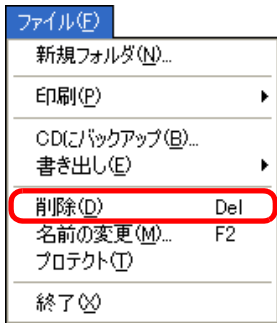 ファイル(F)
新規フォルダ(N)...
印刷(P)
CDにバックアップ(B)...
書き出し(E)
削除(D) Del
名前の変更(M)... F2
プロテクト(T)
終了(X)